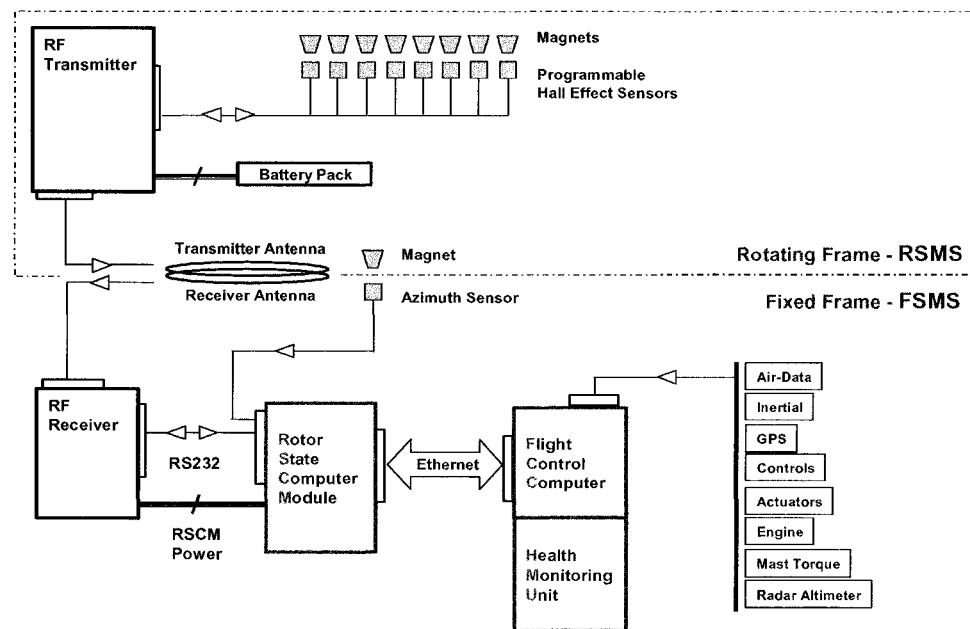 RF
Transmitter
Magnets
Programmable
Hall Effect Sensors
Battery Pack
Transmitter Antenna
Receiver Antenna
Magnet
Azimuth Sensor
Rotating Frame - RSMS
Fixed Frame - FSMS
RF
Receiver
RS232
RSCM
Power
Rotor
State
Computer
Module
Ethernet
Flight
Control
Computer
Health
Monitoring
Unit
Air-Data
Inertial
GPS
Controls
Actuators
Engine
Mast Torque
Radar Altimeter